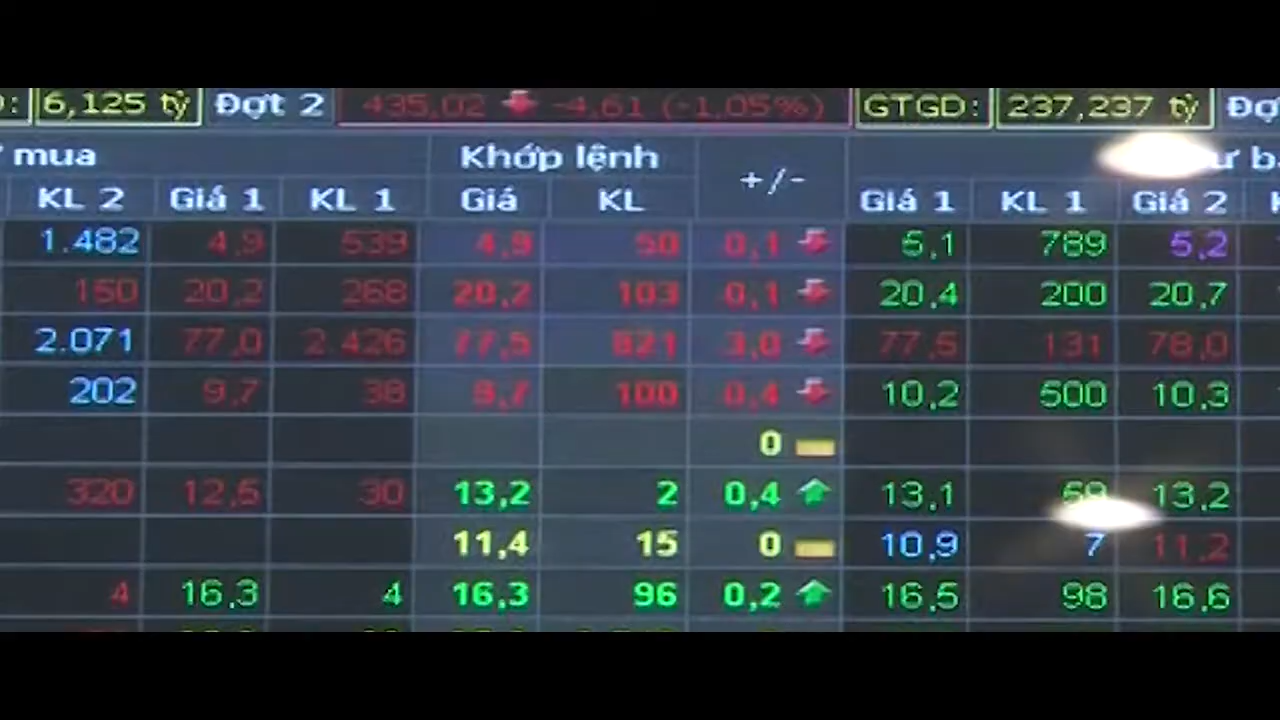 6,125 tỷ Đợt 2 435,02 -4,61 (-1,05%) GTGD: 237,237 tỷ
mua Khớp lệnh +/-
KL 2 Giá 1 KL 1 Giá KL Giá 1 KL 1 Giá 2
1.482 4,9 539 4,9 50 0,1 5,1 789 5,2
150 20,2 268 20,2 103 0,1 20,4 200 20,7
2.071 77,0 2.426 77,5 821 3,0 77,5 131 78,0
202 9,7 38 9,7 100 0,4 10,2 500 10,3
0
320 12,5 30 13,2 2 0,4 13,1 13,2
11,4 15 0 10,9 7 11,2
4 16,3 4 16,3 96 0,2 16,5 98 16,6